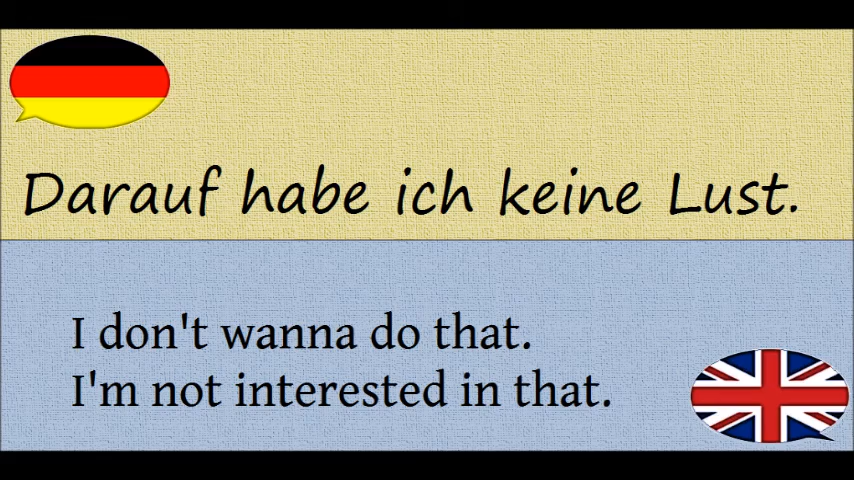 Darauf habe ich keine Lust.
I don't wanna do that.
I'm not interested in that.